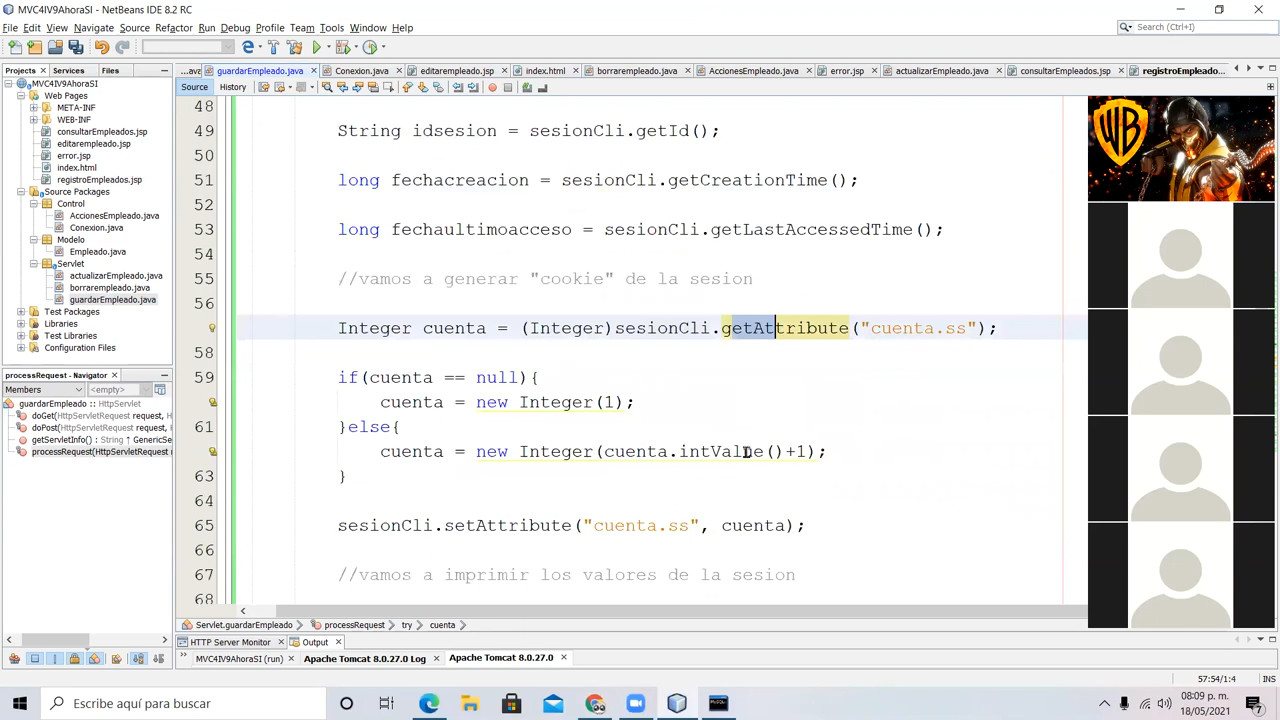 MVC4IV9AhoraSI - NetBeans IDE 8.2 RC
File Edit View Navigate Source Refactor Run Debug Profile Team Tools Window Help
Search (Ctrl+I)
Projects Services Files
...ava guardarEmpleado.java Conexion.java editarempleado.jsp index.html borrarempleado.java error.jsp actualizarEmpleado.java consultarEmpleados.jsp registroEmpleado...
Source History
MVC4IV9AhoraSI
Web Pages
META-INF
WEB-INF
consultarEmpleados.jsp
editarempleado.jsp
error.jsp
index.html
registroEmpleados.jsp
Source Packages
Control
AccionesEmpleado.java
Conexion.java
Modelo
Empleado.java
Servlet
actualizarEmpleado.java
borrarempleado.java
guardarEmpleado.java
Test Packages
Libraries
Test Libraries
Configuration Files
processRequest - Navigator
Members <empty>
guardarEmpleado :: HttpServlet
doGet(HttpServletRequest request,
doPost(HttpServletRequest request,
getServletInfo() : String ↑ GenericSe
processRequest(HttpServletRequest r
48
49 String idsesion = sesionCli.getId();
50
51 long fechacreacion = sesionCli.getCreationTime();
52
53 long fechaultimoacceso = sesionCli.getLastAccessedTime();
54
55 //vamos a generar "cookie" de la sesion
56
Integer cuenta = (Integer)sesionCli.getAttribute("cuenta.ss");
58
59 if(cuenta == null){
cuenta = new Integer(1);
61 }else{
cuenta = new Integer(cuenta.intValue()+1);
63 }
64
65 sesionCli.setAttribute("cuenta.ss", cuenta);
66
67 //vamos a imprimir los valores de la sesion
68
Servlet.guardarEmpleado processRequest try cuenta
HTTP Server Monitor Output
MVC4IV9AhoraSI (run) Apache Tomcat 8.0.27.0 Log Apache Tomcat 8.0.27.0
57:54/1:4 INS
WB
Escribe aquí para buscar
08:09 p. m.
18/05/2021
7